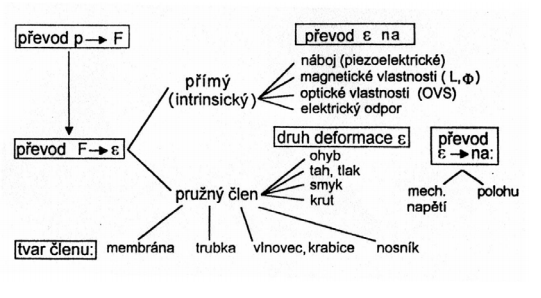 převod p→F
převod ε na
náboj (piezoelektrické)
magnetické vlastnosti (L,Φ)
optické vlastnosti (OVS)
elektrický odpor
přímý
(intrinsický)
převod F→ε
druh deformace ε
ohyb
tah, tlak
smyk
krut
převod
ε→na:
mech.
napětí
polohu
pružný člen
tvar členu:
membrána
trubka
vlnovec, krabice
nosník